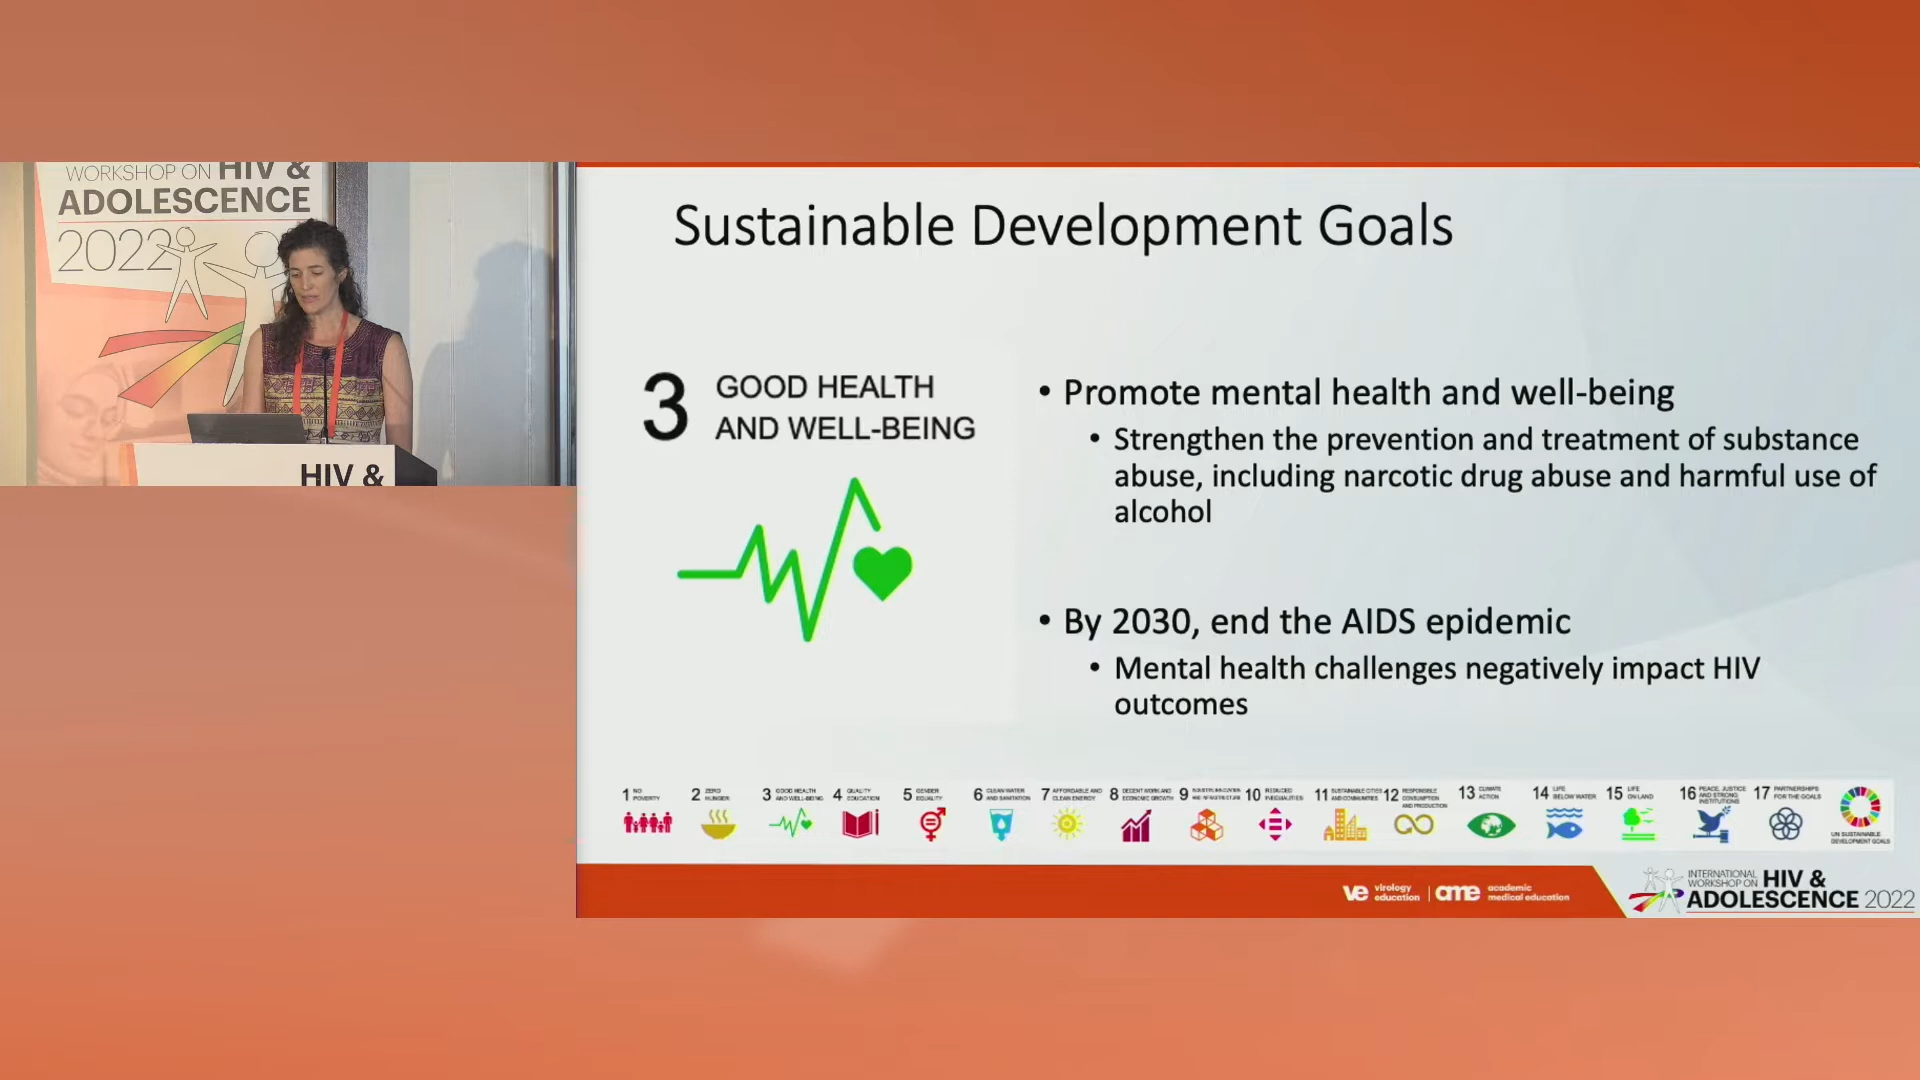 WORKSHOP ON HIV &
ADOLESCENCE
2022
HIV &
Sustainable Development Goals
3 GOOD HEALTH
AND WELL-BEING
• Promote mental health and well-being
• Strengthen the prevention and treatment of substance
abuse, including narcotic drug abuse and harmful use of
alcohol
• By 2030, end the AIDS epidemic
• Mental health challenges negatively impact HIV
outcomes
1 NO
POVERTY
2 ZERO
HUNGER
3 GOOD HEALTH
AND WELL-BEING
4 QUALITY
EDUCATION
5 GENDER
EQUALITY
6 CLEAN WATER
AND SANITATION
7 AFFORDABLE AND
CLEAN ENERGY
8 DECENT WORK AND
ECONOMIC GROWTH
9
10 REDUCED
INEQUALITIES
11 SUSTAINABLE CITIES
AND COMMUNITIES
12 RESPONSIBLE
CONSUMPTION
AND PRODUCTION
13 CLIMATE
ACTION
14 LIFE
BELOW WATER
15 LIFE
ON LAND
16 PEACE, JUSTICE
AND STRONG
INSTITUTIONS
17 PARTNERSHIPS
FOR THE GOALS
UN SUSTAINABLE
DEVELOPMENT GOALS
ve virology
education
ame academic
medical education
INTERNATIONAL
WORKSHOP ON HIV &
ADOLESCENCE 2022